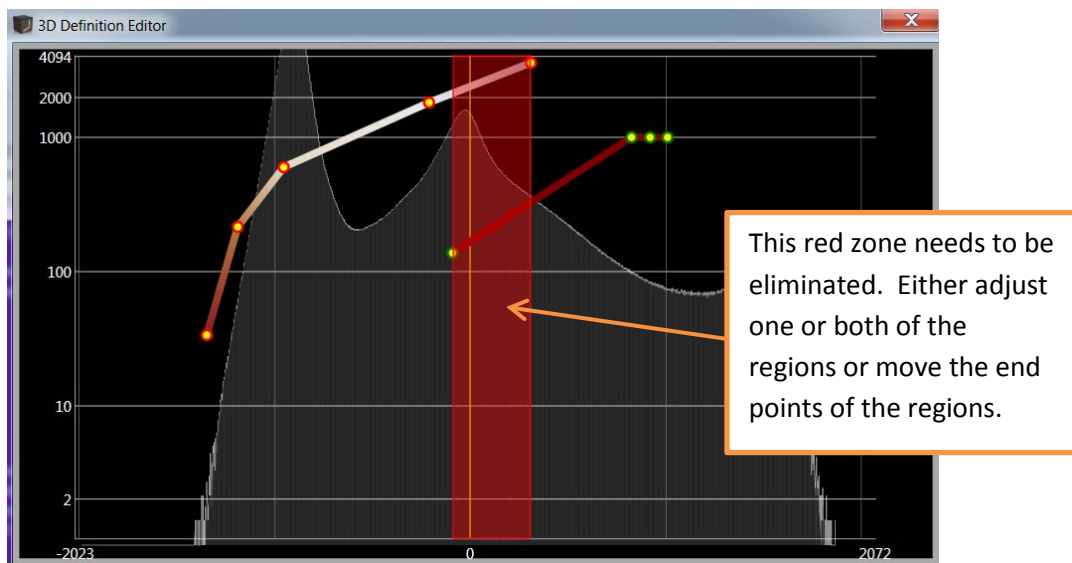 3D Definition Editor
X
4094
2000
1000
100
10
2
-2023
0
2072
This red zone needs to be
eliminated.  Either adjust
one or both of the
regions or move the end
points of the regions.